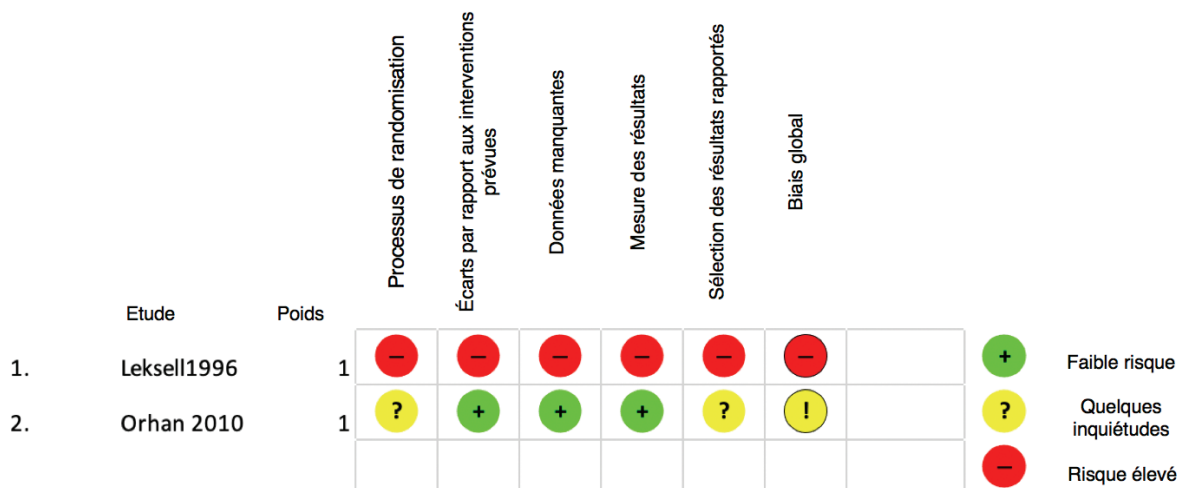 Processus de randomisation
Écarts par rapport aux interventions
prévues
Données manquantes
Mesure des résultats
Sélection des résultats rapportés
Biais global
Etude Poids
1. Leksell1996 1 – – – – – –
2. Orhan 2010 1 ? + + + ? !
+ Faible risque
? Quelques
inquiétudes
– Risque élevé